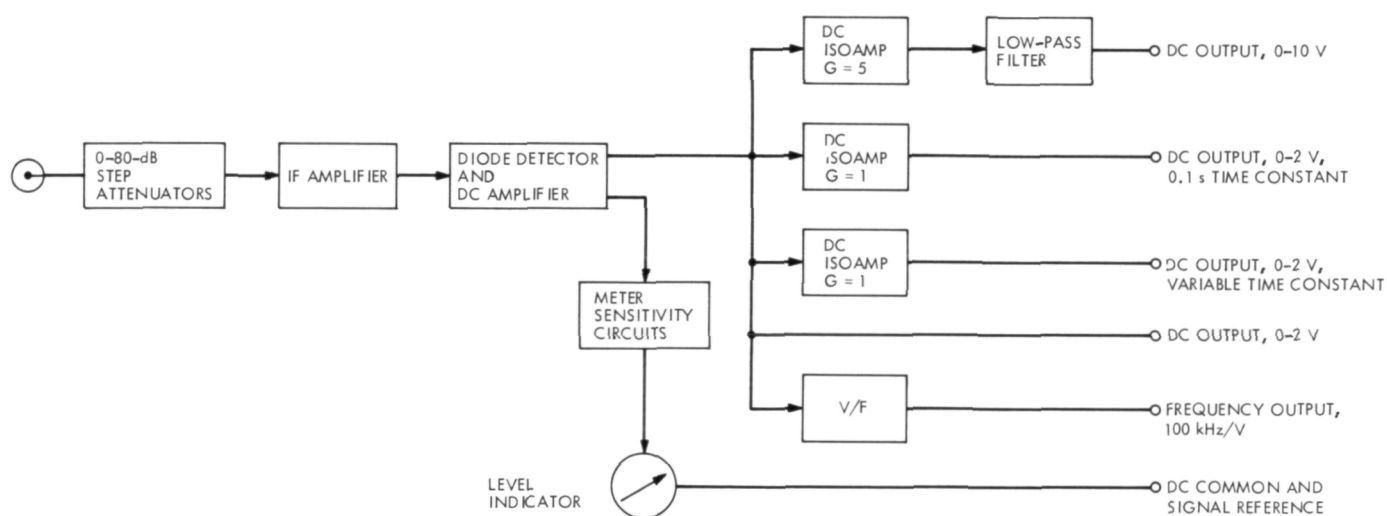 DC
ISOAMP
G = 5
LOW-PASS
FILTER
DC OUTPUT, 0-10 V
0-80-dB
STEP
ATTENUATORS
IF AMPLIFIER
DIODE DETECTOR
AND
DC AMPLIFIER
DC
ISOAMP
G = 1
DC OUTPUT, 0-2 V,
0.1 s TIME CONSTANT
DC
ISOAMP
G = 1
DC OUTPUT, 0-2 V,
VARIABLE TIME CONSTANT
METER
SENSITIVITY
CIRCUITS
DC OUTPUT, 0-2 V
V/F
FREQUENCY OUTPUT,
100 kHz/V
LEVEL
INDICATOR
DC COMMON AND
SIGNAL REFERENCE